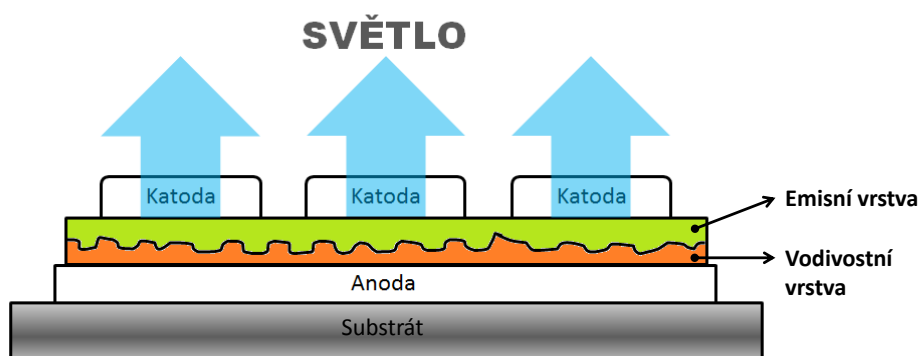 SVĚTLO
Katoda
Katoda
Katoda
Emisní vrstva
Vodivostní
vrstva
Anoda
Substrát